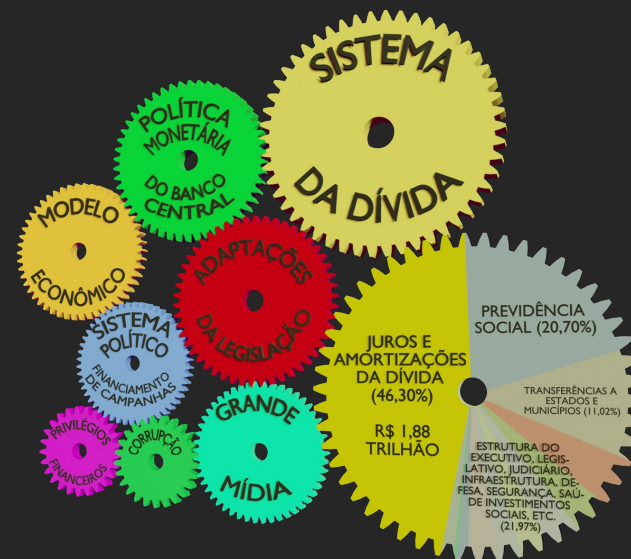 SISTEMA
DA DÍVIDA
POLÍTICA
MONETÁRIA
DO BANCO
CENTRAL
MODELO
ECONÔMICO
ADAPTAÇÕES
DA LEGISLAÇÃO
SISTEMA
POLÍTICO
FINANCIAMENTO
DE CAMPANHAS
PRIVILÉGIOS
FINANCEIROS
CORRUPÇÃO
GRANDE
MÍDIA
JUROS E
AMORTIZAÇÕES
DA DÍVIDA
(46,30%)
R$ 1,88
TRILHÃO
PREVIDÊNCIA
SOCIAL (20,70%)
TRANSFERÊNCIAS A
ESTADOS E
MUNICÍPIOS (11,02%)
ESTRUTURA DO
EXECUTIVO, LEGIS-
LATIVO, JUDICIÁRIO,
INFRAESTRUTURA, DE-
FESA, SEGURANÇA, SAÚ-
DE INVESTIMENTOS
SOCIAIS, ETC.
(21,97%)